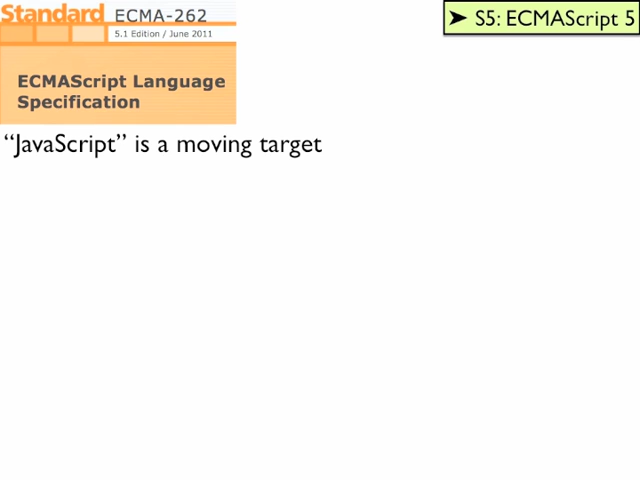 Standard ECMA-262
5.1 Edition / June 2011
ECMAScript Language
Specification
➤ S5: ECMAScript 5
“JavaScript” is a moving target